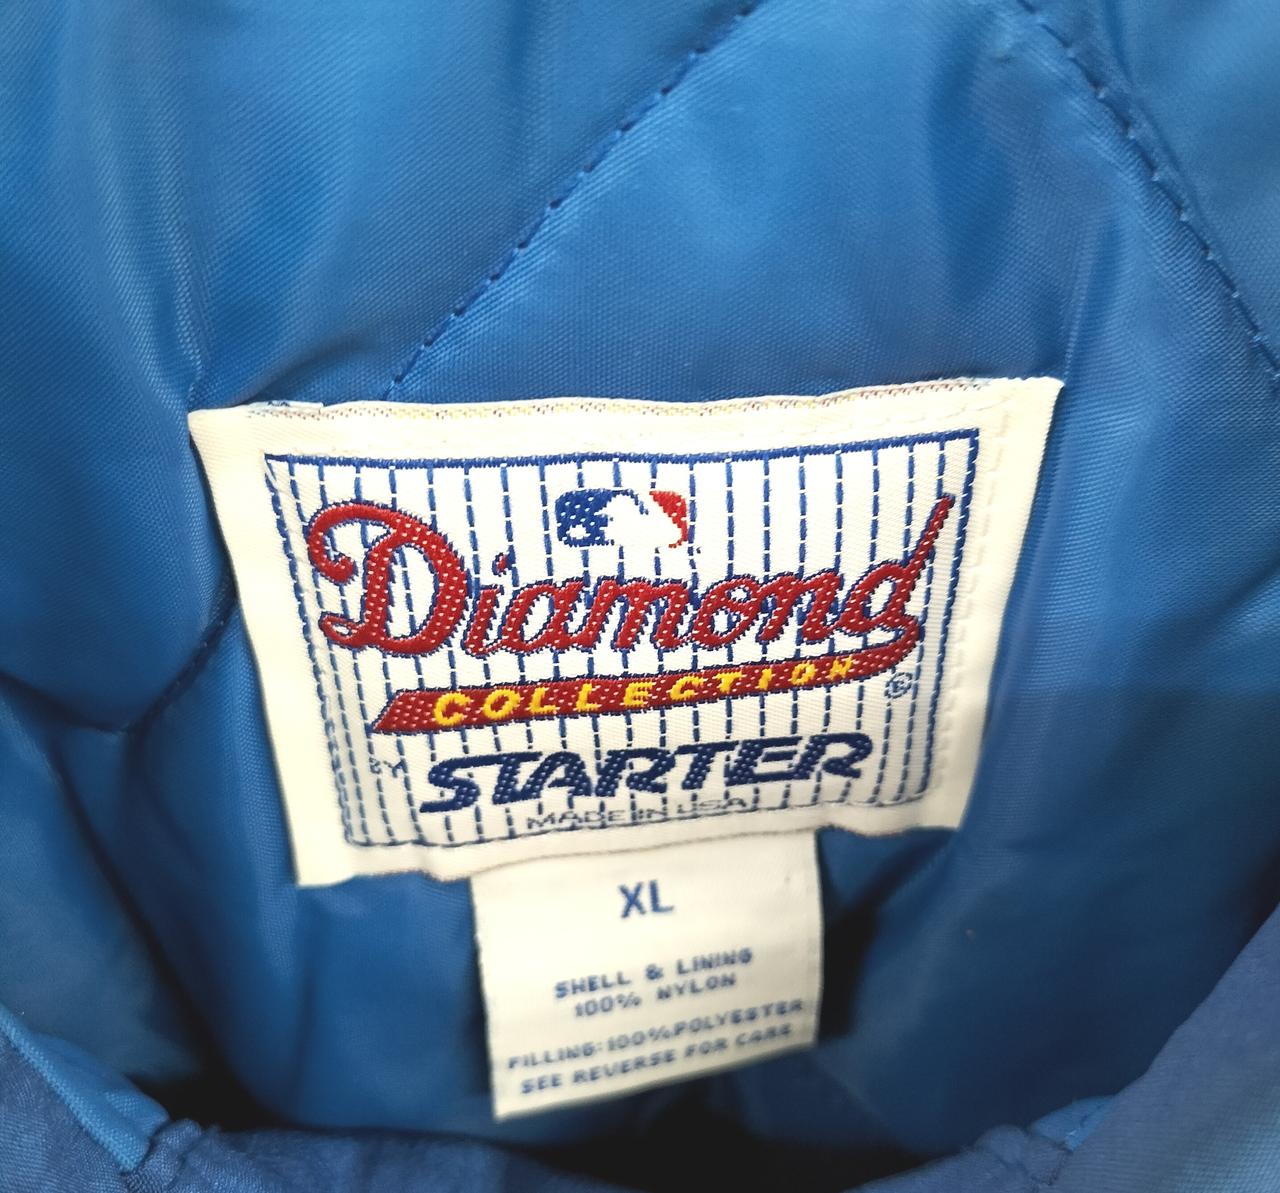 Diamond
COLLECTION
®
BY STARTER
MADE IN USA
XL
SHELL & LINING
100% NYLON
FILLING:100%POLYESTER
SEE REVERSE FOR CARE